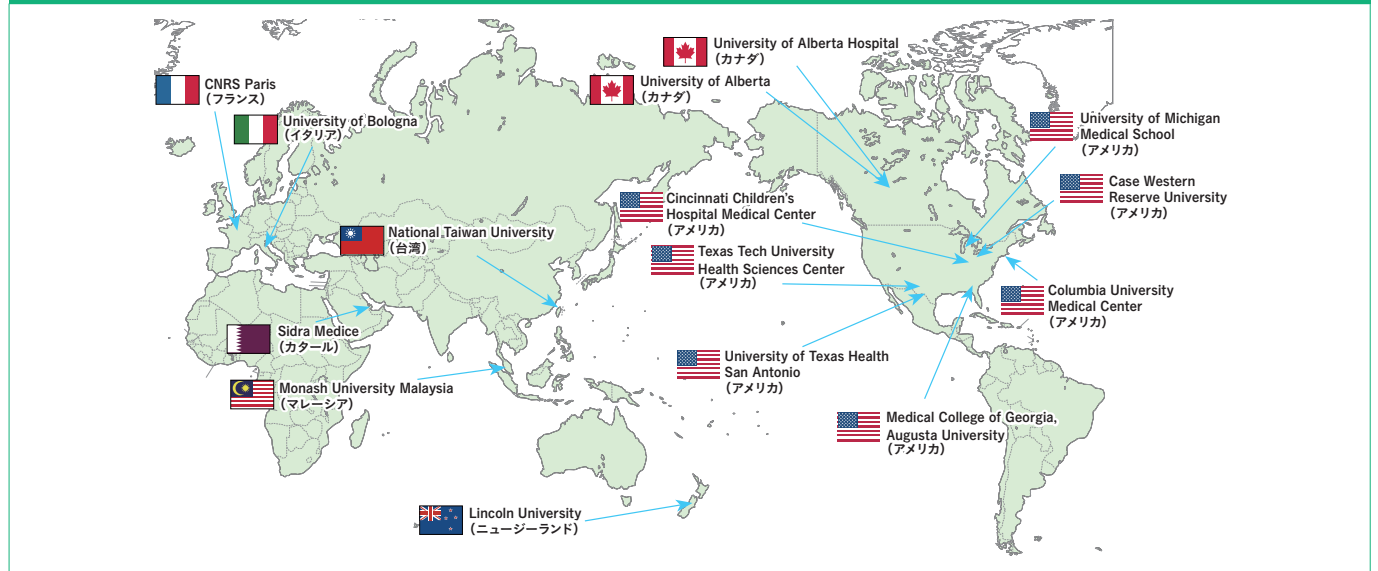 University of Alberta Hospital
（カナダ）
University of Alberta
（カナダ）
CNRS Paris
（フランス）
University of Bologna
（イタリア）
University of Michigan
Medical School
（アメリカ）
Case Western
Reserve University
（アメリカ）
Cincinnati Children's
Hospital Medical Center
（アメリカ）
National Taiwan University
（台湾）
Texas Tech University
Health Sciences Center
（アメリカ）
Columbia University
Medical Center
（アメリカ）
Sidra Medice
（カタール）
University of Texas Health
San Antonio
（アメリカ）
Monash University Malaysia
（マレーシア）
Medical College of Georgia,
Augusta University
（アメリカ）
Lincoln University
（ニュージーランド）